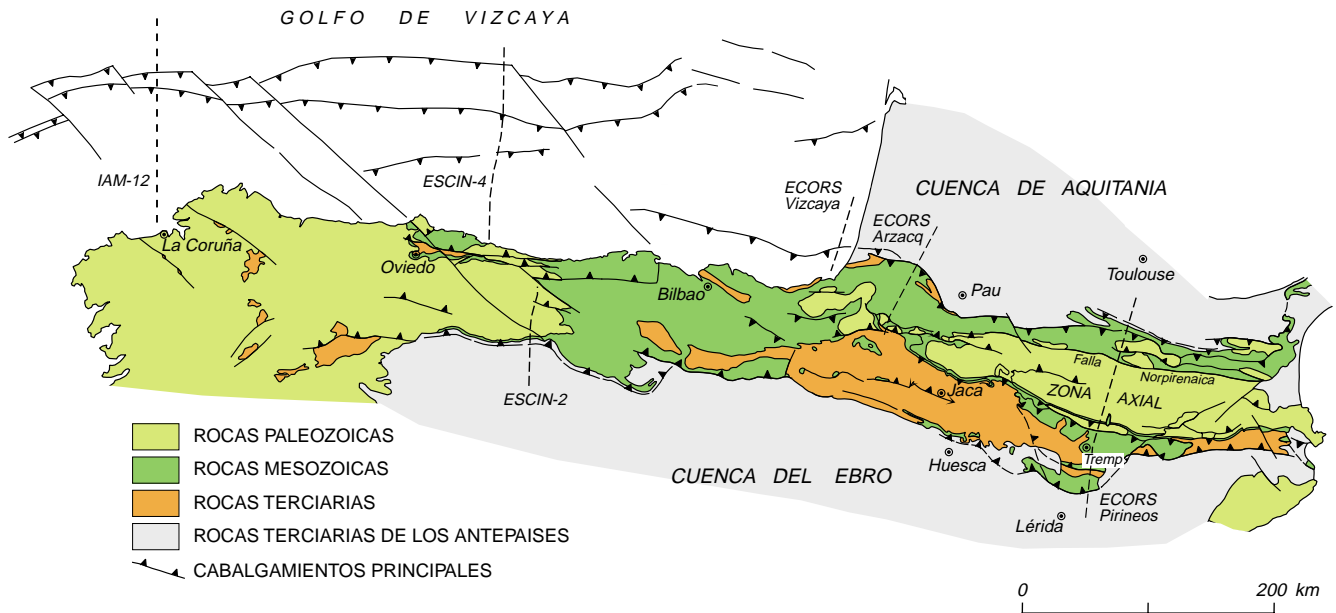 GOLFO DE VIZCAYA
IAM-12
ESCIN-4
ECORS
Vizcaya
CUENCA DE AQUITANIA
ECORS
Arzacq
La Coruña
Oviedo
Bilbao
Pau
Toulouse
Falla
Norpirenaica
ZONA AXIAL
Jaca
ESCIN-2
Tremp
Huesca
CUENCA DEL EBRO
Lérida
ECORS
Pirineos
ROCAS PALEOZOICAS
ROCAS MESOZOICAS
ROCAS TERCIARIAS
ROCAS TERCIARIAS DE LOS ANTEPAISES
CABALGAMIENTOS PRINCIPALES
0 200 km